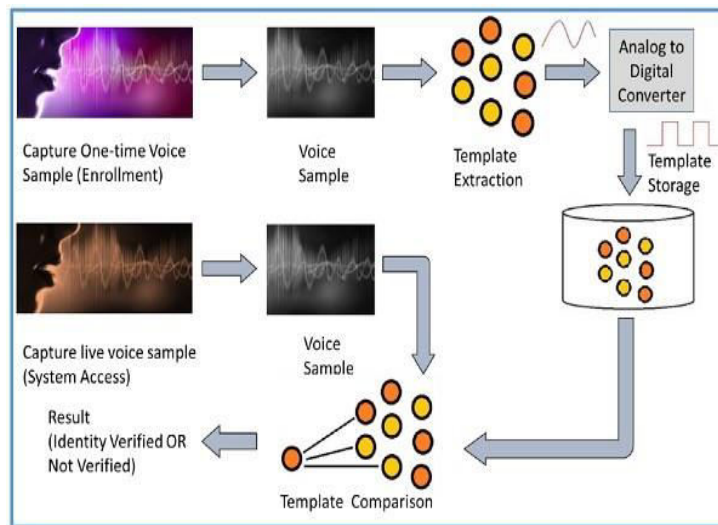 Capture One-time Voice
Sample (Enrollment)
Voice
Sample
Template
Extraction
Analog to
Digital
Converter
Template
Storage
Capture live voice sample
(System Access)
Voice
Sample
Result
(Identity Verified OR
Not Verified)
Template Comparison